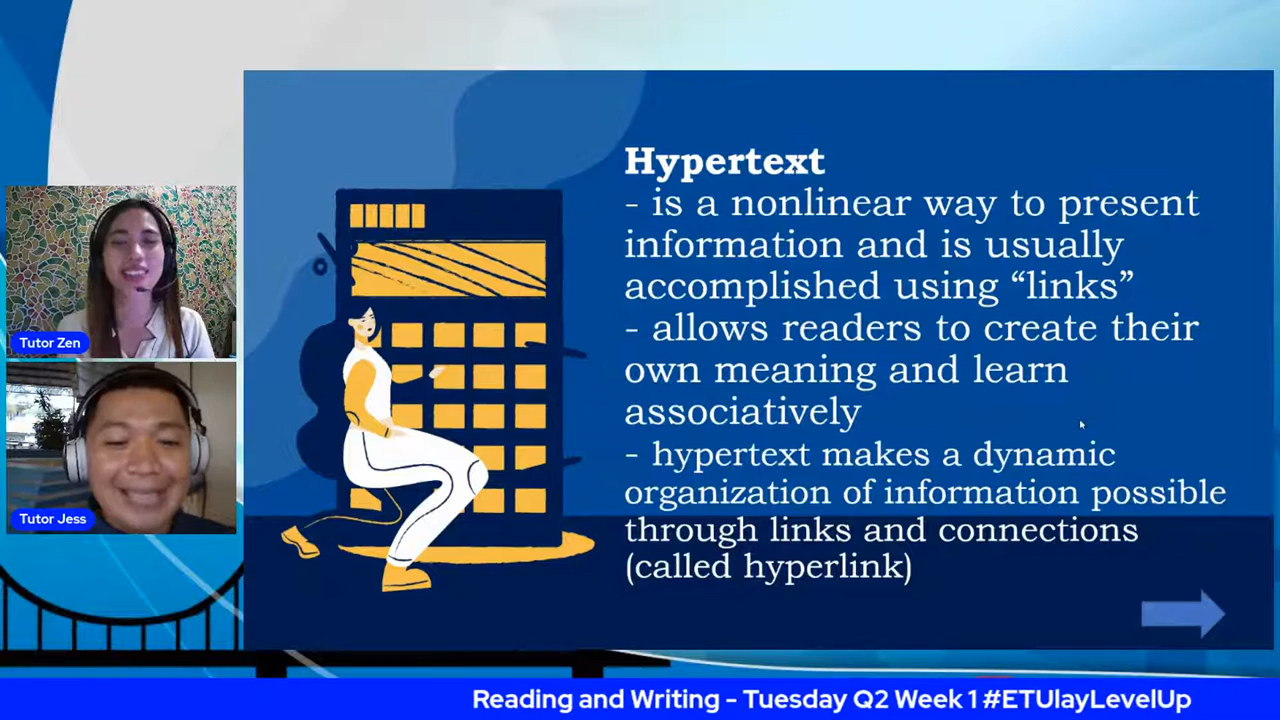 Hypertext
- is a nonlinear way to present
information and is usually
accomplished using “links”
- allows readers to create their
own meaning and learn
associatively
- hypertext makes a dynamic
organization of information possible
through links and connections
(called hyperlink)
Tutor Zen
Tutor Jess
Reading and Writing - Tuesday Q2 Week 1 #ETUlayLevelUp